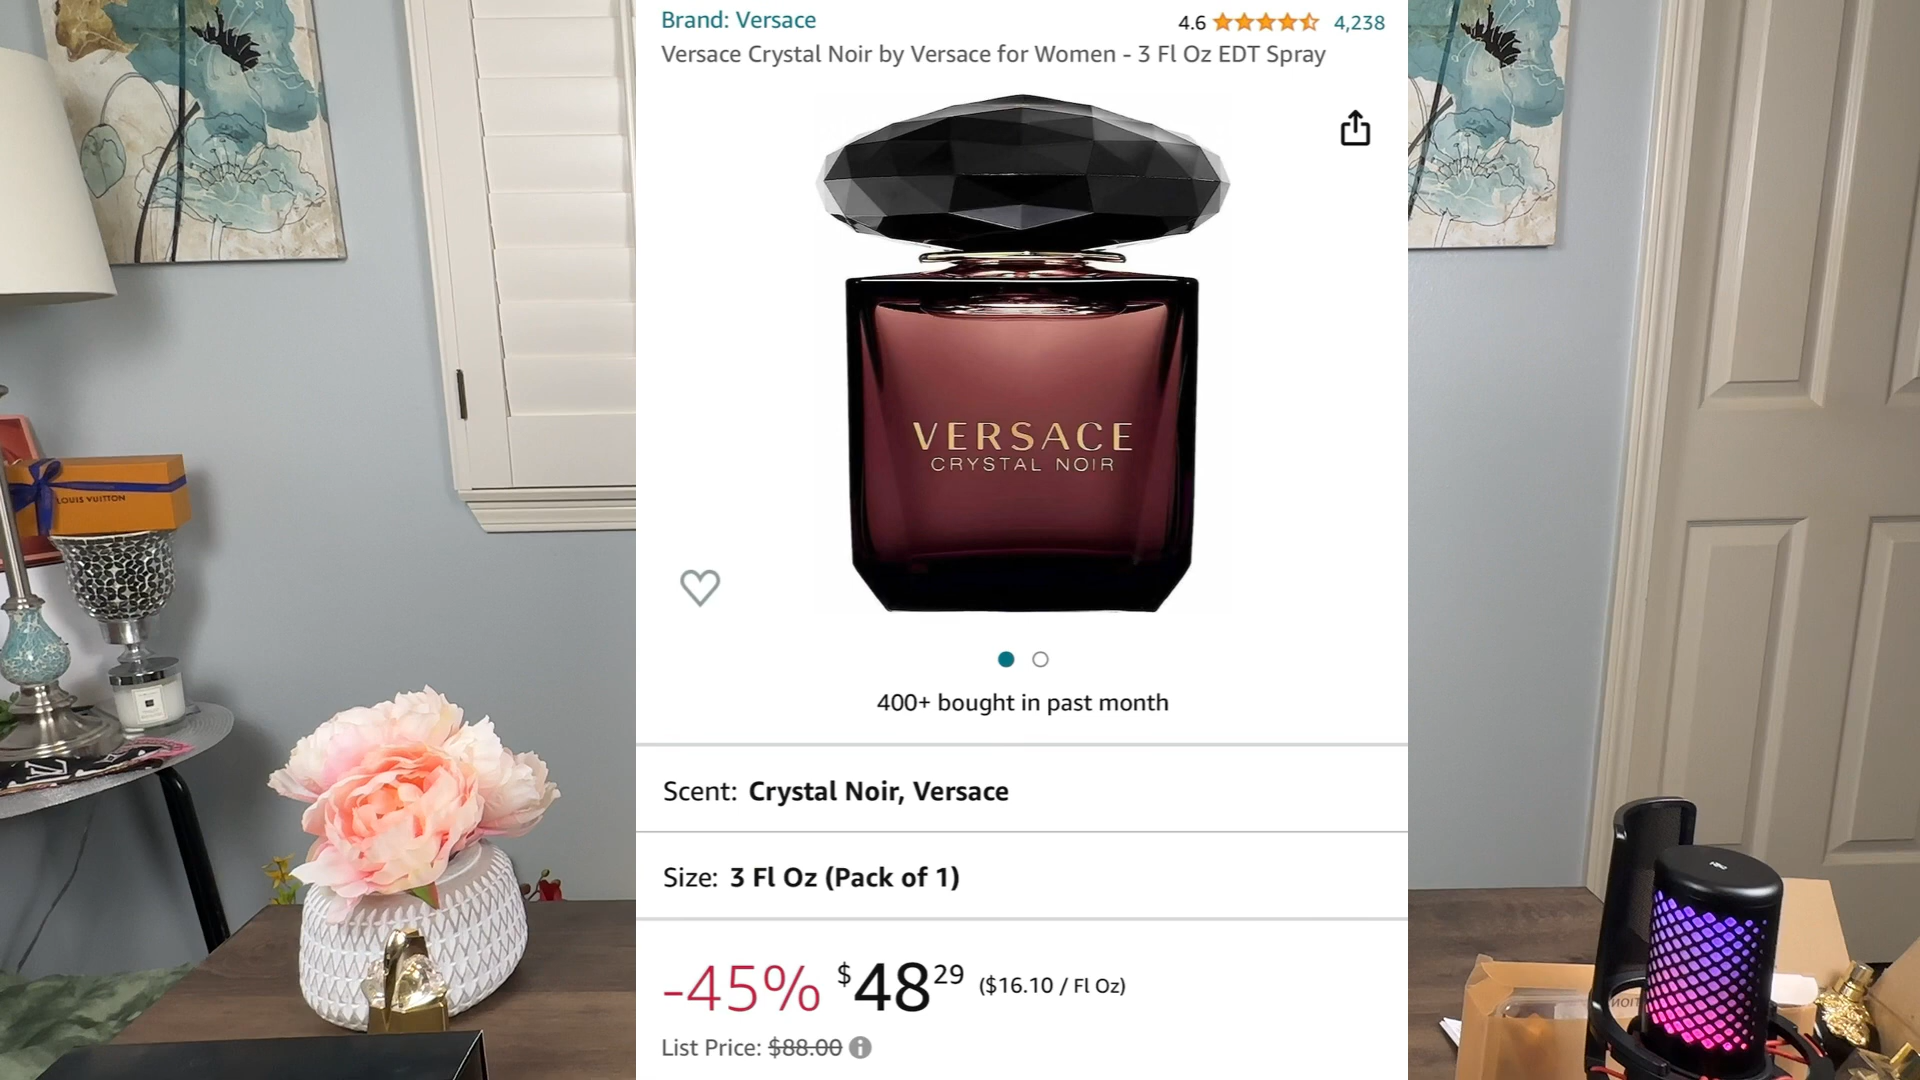 Brand: Versace
4.6
4,238
Versace Crystal Noir by Versace for Women - 3 Fl Oz EDT Spray
VERSACE
CRYSTAL NOIR
400+ bought in past month
Scent: Crystal Noir, Versace
Size: 3 Fl Oz (Pack of 1)
-45% $48 29 ($16.10 / Fl Oz)
List Price: $88.00
LOUIS VUITTON